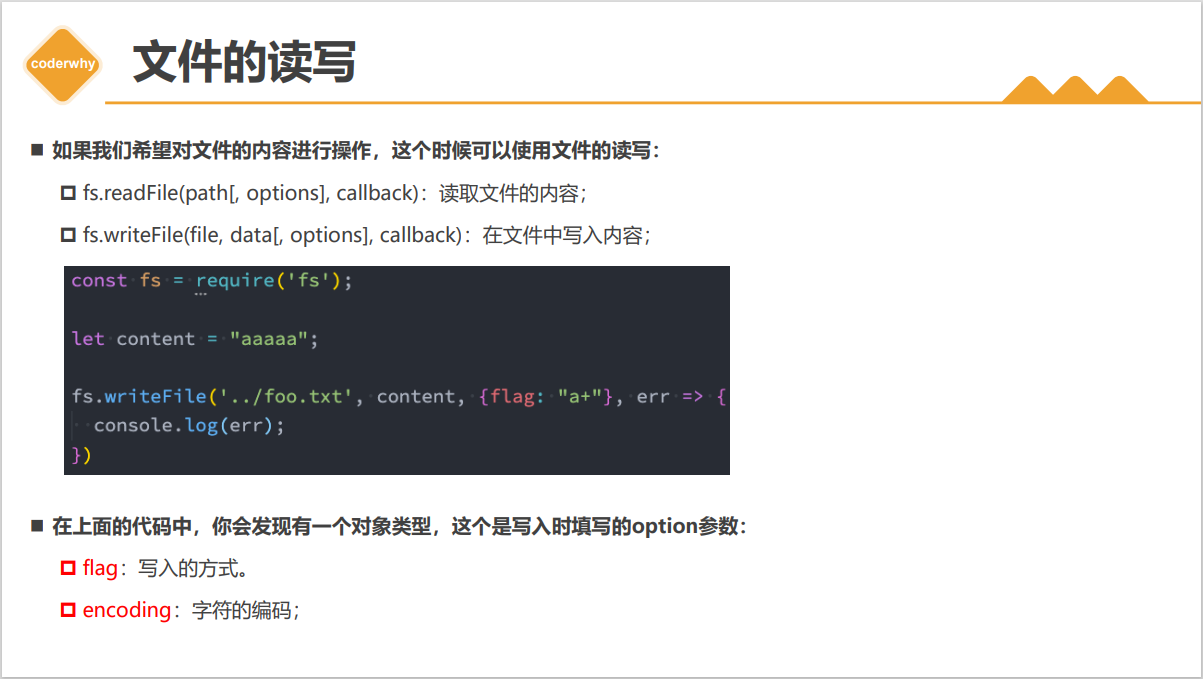 coderwhy
文件的读写
如果我们希望对文件的内容进行操作，这个时候可以使用文件的读写：
fs.readFile(path[, options], callback)：读取文件的内容；
fs.writeFile(file, data[, options], callback)：在文件中写入内容；
const fs = require('fs');
let content = "aaaaa";
fs.writeFile('../foo.txt', content, {flag: "a+"}, err => {
  console.log(err);
})
在上面的代码中，你会发现有一个对象类型，这个是写入时填写的option参数：
flag：写入的方式。
encoding：字符的编码；